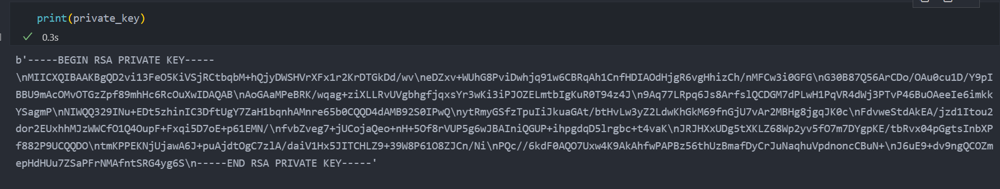 print(private_key)
0.3s
b'-----BEGIN RSA PRIVATE KEY-----
\nMIICXQIBAAKBgQD2vi13FeO5KiVSjRCtbqbM+hQjyDWSHVrXFx1r2KrDTGkDd/wv\neDZxv+WUhG8PviDwhjq91w6CBRqAh1CnfHDIAOdHjgR6vgHhizCh/nMFCw3i0GFG\nG30B87Q56ArCDo/OAu0cu1D/Y9pI
BBU9mAcOMvOTGzZpf89mhHc6RcOuXwIDAQAB\nAoGAaMPeBRK/wqag+ziXLLRvUVgbhgfjqxsYr3wKi3iPJOZELmtbIgKuR0T94z4J\n9Aq77LRpq6Js8ArfslQCDGM7dPLwH1PqVR4dWj3PTvP46BuOAeeIe6imkk
YSagmP\nNIWQQ329INu+EDt5zhinIC3DftUgY7ZaH1bqnhAMnre65b0CQQD4dAMB92S0IPwQ\nytRmyGSfzTpuIiJkuaGAt/btHvLw3yZ2LdwKhGkM69fnGjU7vAr2MBHg8jgqJK0c\nFdvweStdAkEA/jzd1Itou2
dor2EUxhhMJzWWCfO1Q4OupF+Fxqi5D7oE+p61EMN/\nfvbZveg7+jUCojaQeo+nH+5Of8rVUP5g6wJBAIniQGUP+ihpgdqD5lrgbc+t4vaK\nJRJHXxUDg5tXKLZ68Wp2yv5fO7m7DYgpKE/tbRvx04pGgtsInbXP
f882P9UCQQDO\ntmKPPEKNjUjawA6J+puAjdtOgC7zlA/daiV1Hx5JITCHLZ9+39W8P61O8ZJCn/Ni\nPQc//6kdF0AQO7Uxw4K9AkAhfwPAPBz56thUzBmafDyCrJuNaqhuVpdnoncCBuN+\nJ6uE9+dv9ngQCOZm
epHdHUu7ZSaPFrNMAfntSRG4yg6S\n-----END RSA PRIVATE KEY-----'